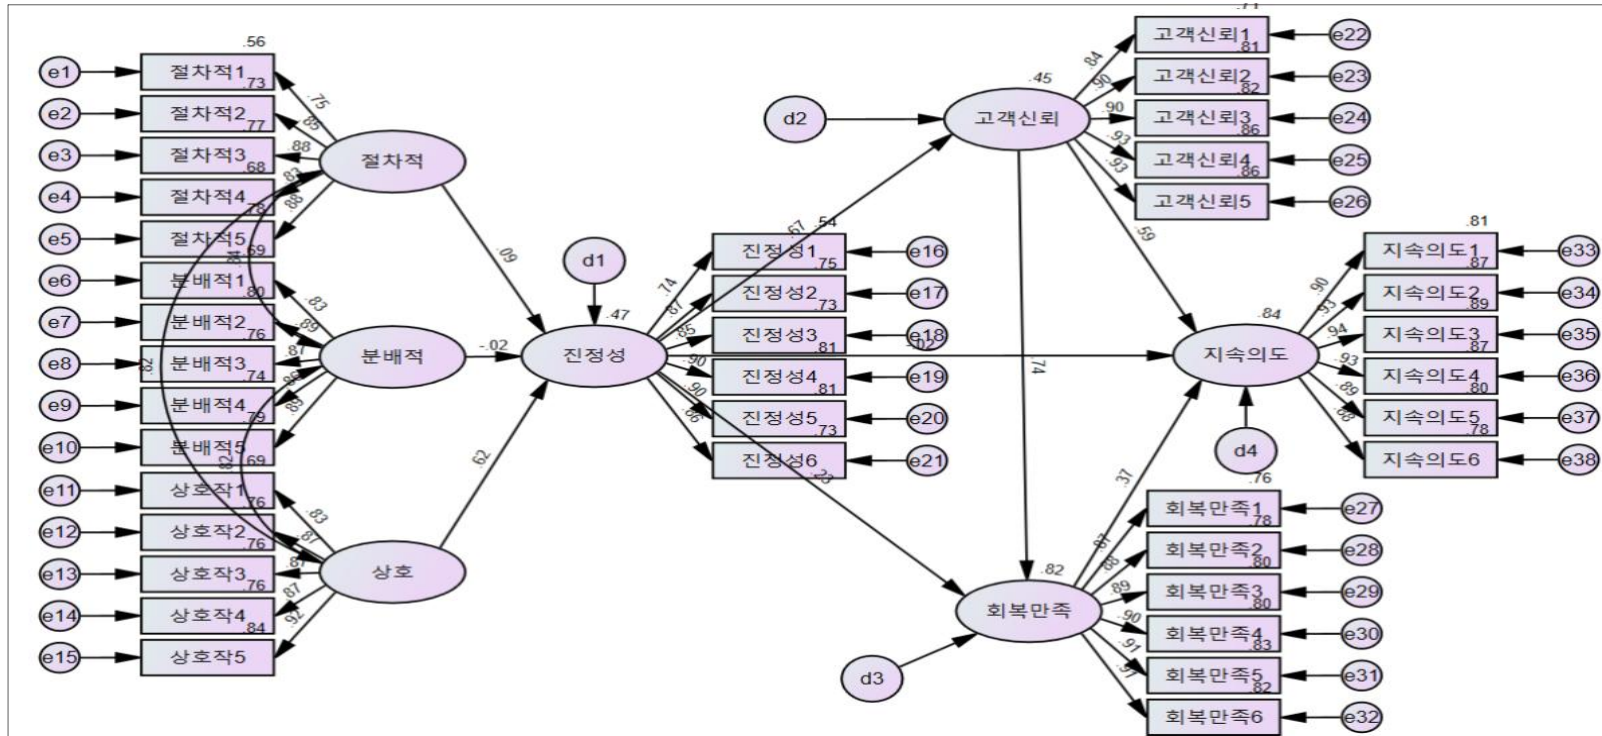 .56
e1
절차적1
.73
e2
절차적2
.77
e3
절차적3
.68
e4
절차적4
.78
e5
절차적5
.69
e6
분배적1
.80
e7
분배적2
.76
e8
분배적3
.74
e9
분배적4
.79
e10
분배적5
.69
e11
상호작1
.76
e12
상호작2
.76
e13
상호작3
.76
e14
상호작4
.84
e15
상호작5
.75
.85
.88
.83
.88
절차적
.83
.89
.87
.89
분배적
.83
.87
.87
.92
상호
.82
.82
.09
-.02
.62
d1
.47
진정성
.74
.87
.85
.90
.90
.86
.54
진정성1
.75
e16
진정성2
.73
e17
진정성3
.81
e18
진정성4
.81
e19
진정성5
.73
e20
진정성6
e21
.67
-.02
.23
d2
.45
고객신뢰
.84
.90
.90
.93
.93
.71
고객신뢰1
.81
e22
고객신뢰2
.82
e23
고객신뢰3
.86
e24
고객신뢰4
.86
e25
고객신뢰5
e26
.59
.74
.37
.84
지속의도
d4
.90
.93
.94
.93
.89
.88
.81
지속의도1
.87
e33
지속의도2
.89
e34
지속의도3
.87
e35
지속의도4
.80
e36
지속의도5
.78
e37
지속의도6
e38
d3
.82
회복만족
.87
.88
.89
.90
.91
.91
.76
회복만족1
.78
e27
회복만족2
.80
e28
회복만족3
.80
e29
회복만족4
.83
e30
회복만족5
.82
e31
회복만족6
e32